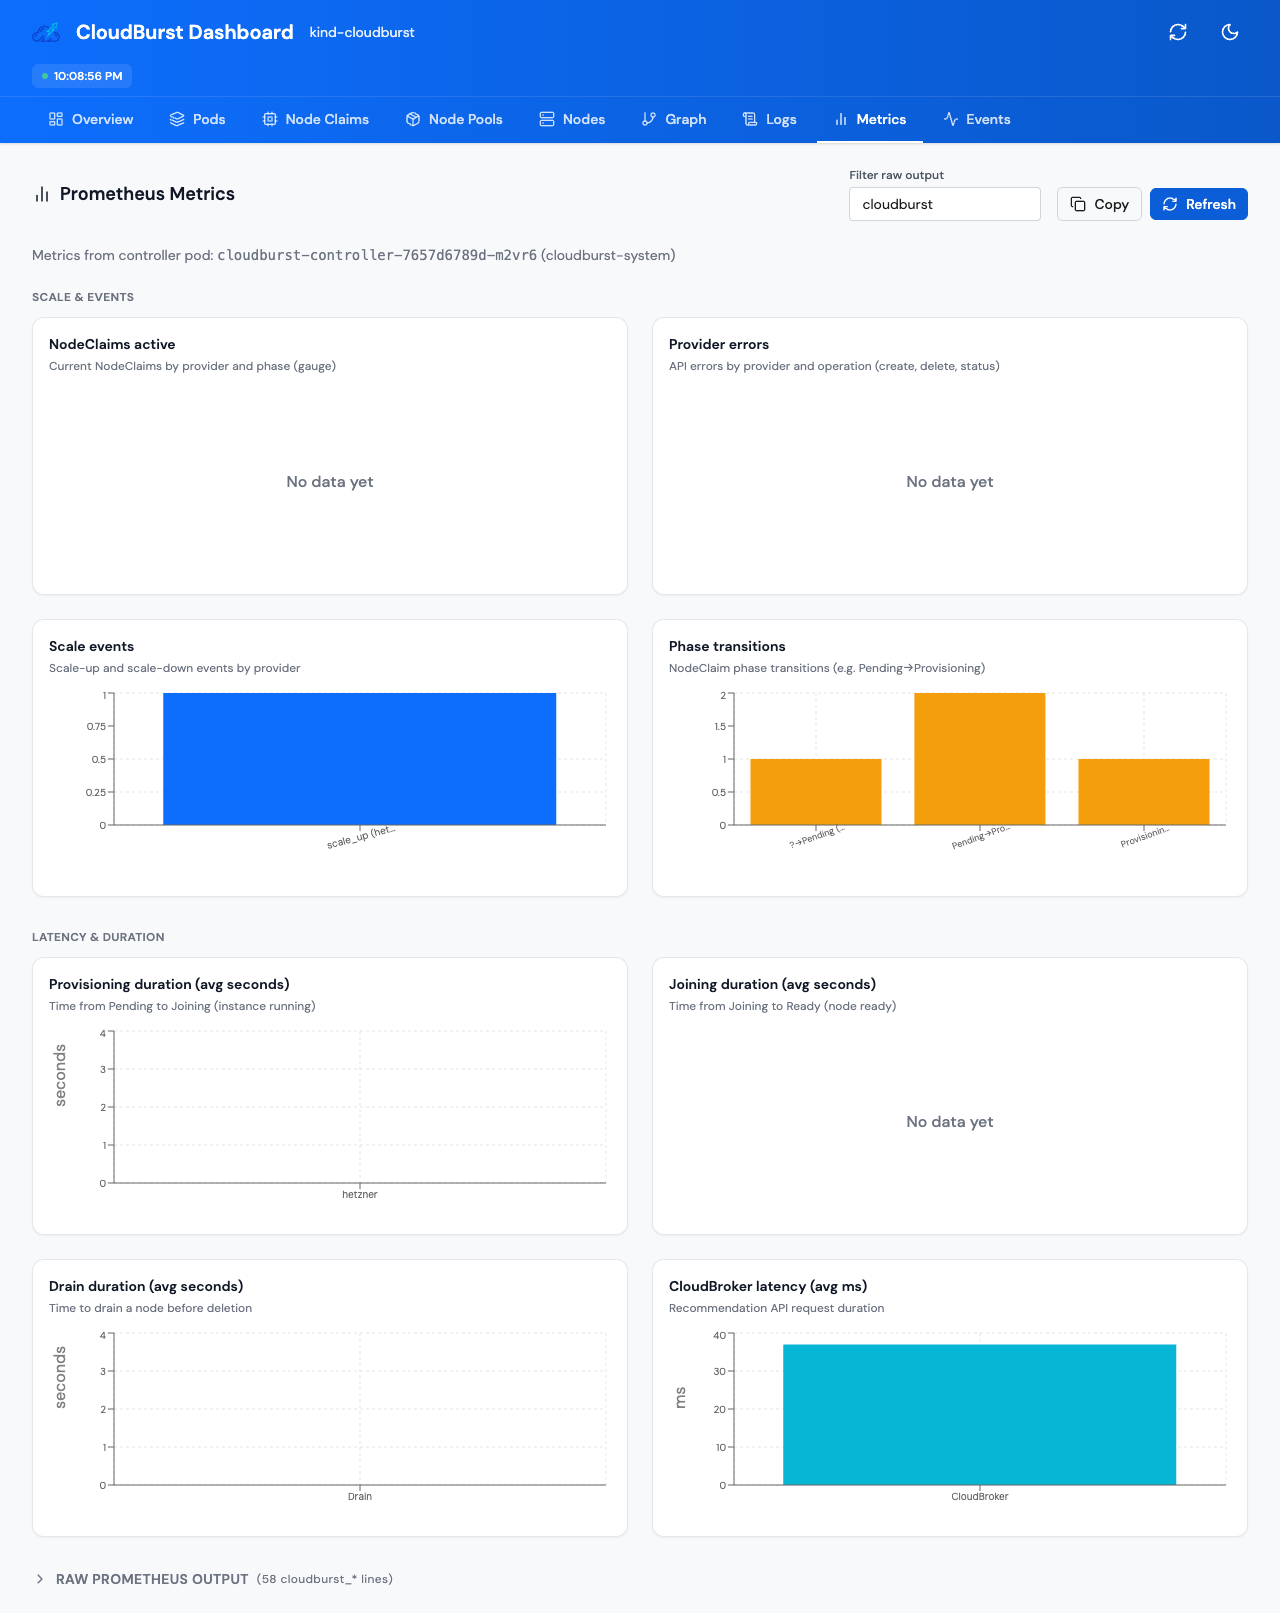 CloudBurst Dashboard kind-cloudburst
10:08:56 PM
Overview Pods Node Claims Node Pools Nodes Graph Logs Metrics Events
Prometheus Metrics
Filter raw output
cloudburst
Copy Refresh
Metrics from controller pod: cloudburst-controller-7657d6789d-m2vr6 (cloudburst-system)
SCALE & EVENTS
NodeClaims active
Current NodeClaims by provider and phase (gauge)
No data yet
Provider errors
API errors by provider and operation (create, delete, status)
No data yet
Scale events
Scale-up and scale-down events by provider
1
0.75
0.5
0.25
0
scale_up (het...
Phase transitions
NodeClaim phase transitions (e.g. Pending→Provisioning)
2
1.5
1
0.5
0
?→Pending (...
Pending→Pro...
Provisionin...
LATENCY & DURATION
Provisioning duration (avg seconds)
Time from Pending to Joining (instance running)
seconds
4
3
2
1
0
hetzner
Joining duration (avg seconds)
Time from Joining to Ready (node ready)
No data yet
Drain duration (avg seconds)
Time to drain a node before deletion
seconds
4
3
2
1
0
Drain
CloudBroker latency (avg ms)
Recommendation API request duration
ms
40
30
20
10
0
CloudBroker
RAW PROMETHEUS OUTPUT (58 cloudburst_* lines)